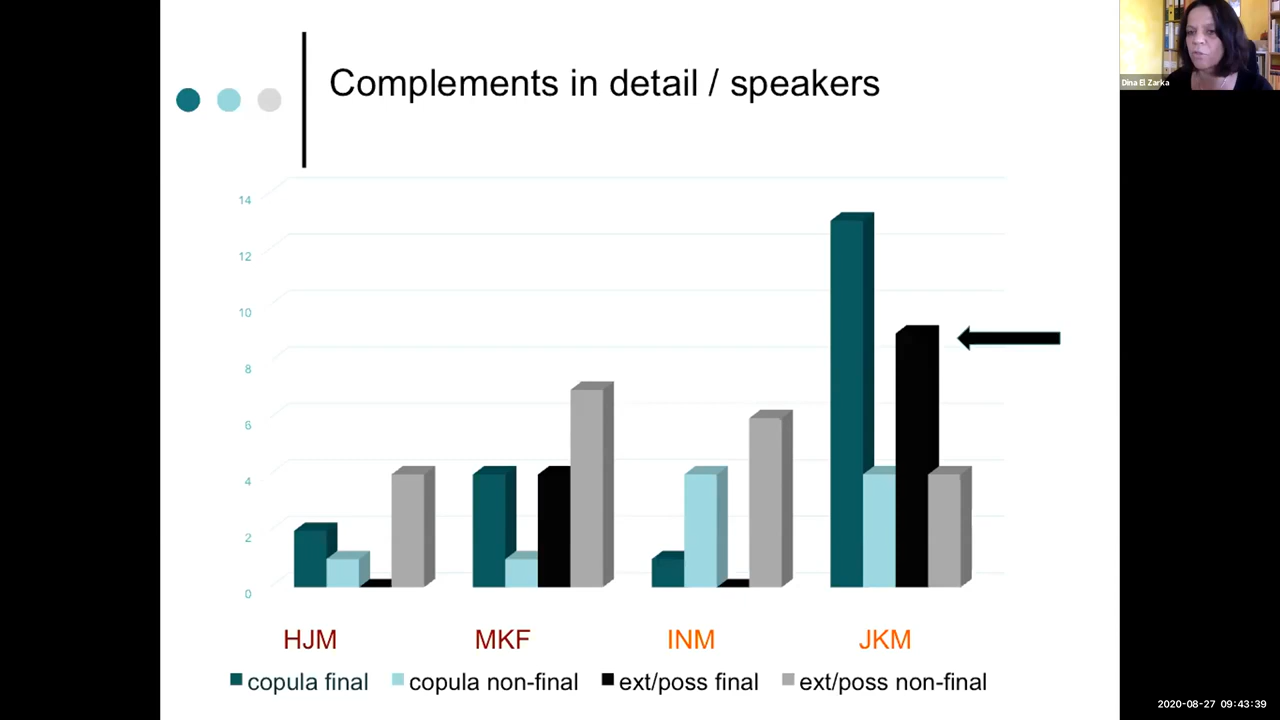 Complements in detail / speakers
Dina El Zarka
14
12
10
8
6
4
2
0
HJM MKF INM JKM
copula final copula non-final ext/poss final ext/poss non-final
2020-08-27 09:43:39